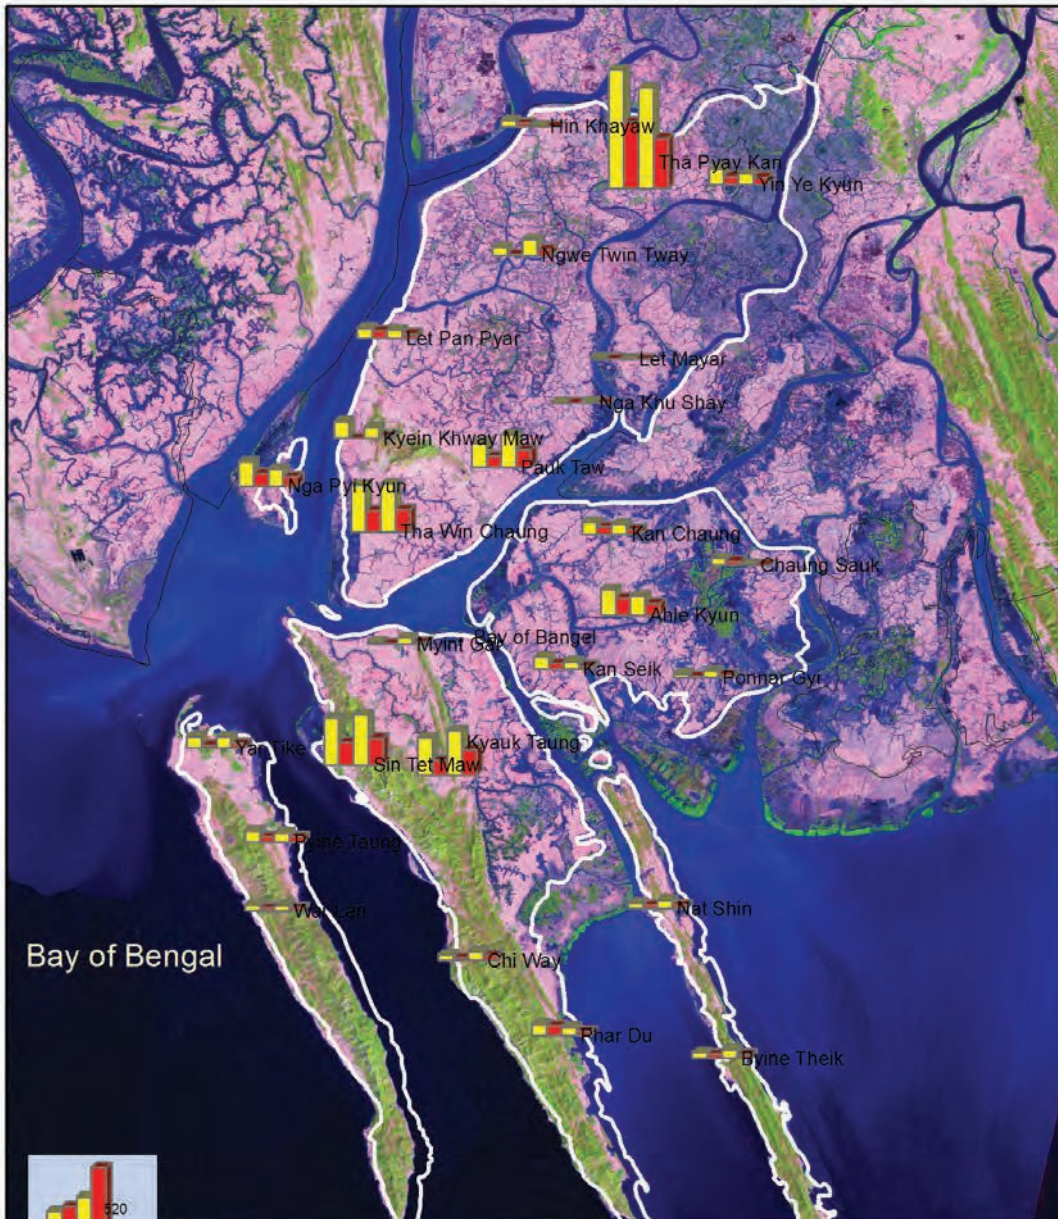 Hin Khayaw
Tha Pyay Kan
Yin Ye Kyun
Ngwe Twin Tway
Let Pan Pyar
Let Mayar
Nga Khu Shay
Kyein Khway Maw
Pauk Taw
Nga Pyi Kyun
Tha Win Chaung
Kan Chaung
Chaung Sauk
Ahle Kyun
Bay of Bangel
Myint Gar
Kan Seik
Ponnar Gyi
Kyauk Taung
Yar Tike
Sin Tet Maw
Pyine Taung
War Lan
Nat Shin
Bay of Bengal
Chi Way
Phar Du
Byine Theik
520